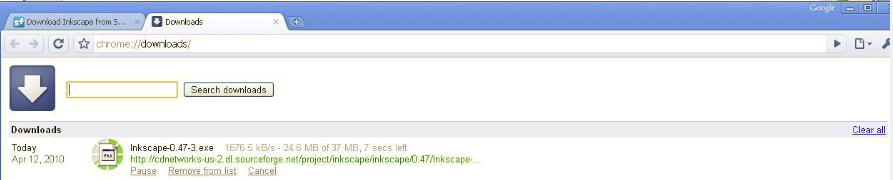 Google
Download Inkscape from S...
Downloads
chrome://downloads/
Search downloads
Downloads
Clear all
Today
Apr 12, 2010
Inkscape-0.47-3.exe 1676.5 kB/s - 24.6 MB of 37 MB, 7 secs left
http://cdnetworks-us-2.dl.sourceforge.net/project/inkscape/inkscape/0.47/Inkscape-...
Pause Remove from list Cancel